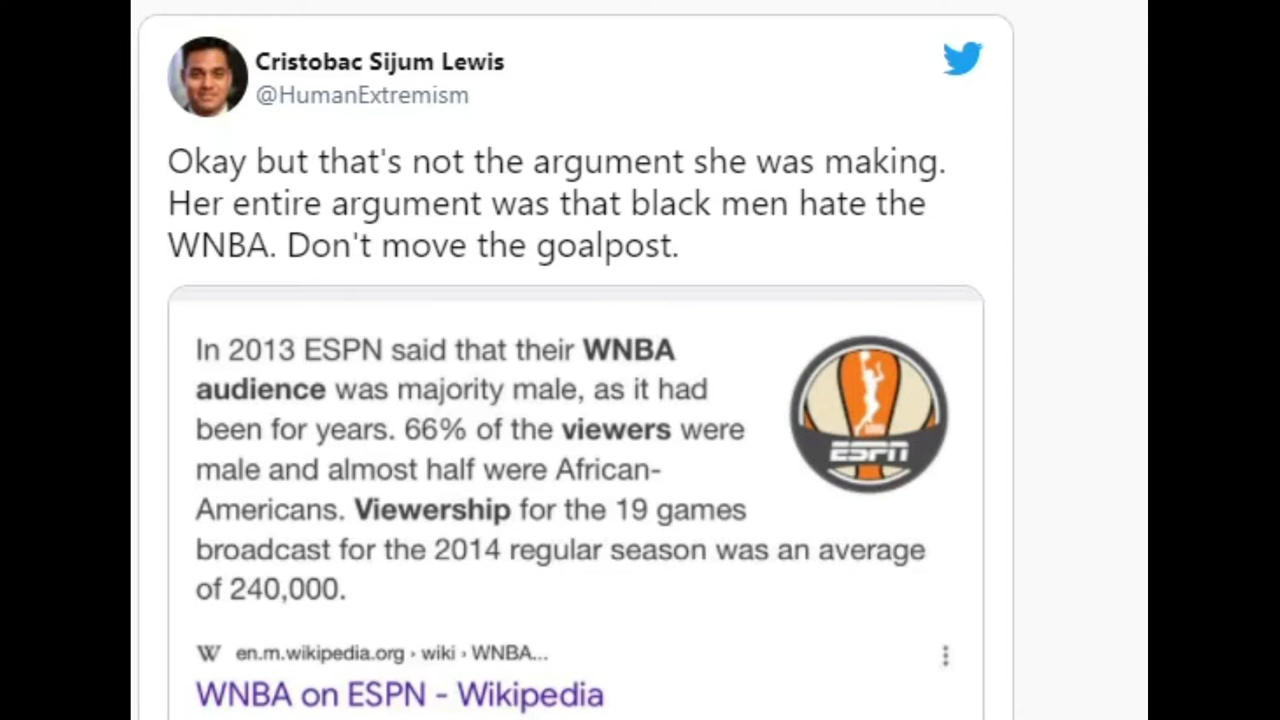 Cristobac Sijum Lewis
@HumanExtremism
Okay but that's not the argument she was making.
Her entire argument was that black men hate the
WNBA. Don't move the goalpost.
In 2013 ESPN said that their WNBA
audience was majority male, as it had
been for years. 66% of the viewers were
male and almost half were African-
Americans. Viewership for the 19 games
broadcast for the 2014 regular season was an average
of 240,000.
ESPN
W en.m.wikipedia.org › wiki › WNBA...
WNBA on ESPN - Wikipedia